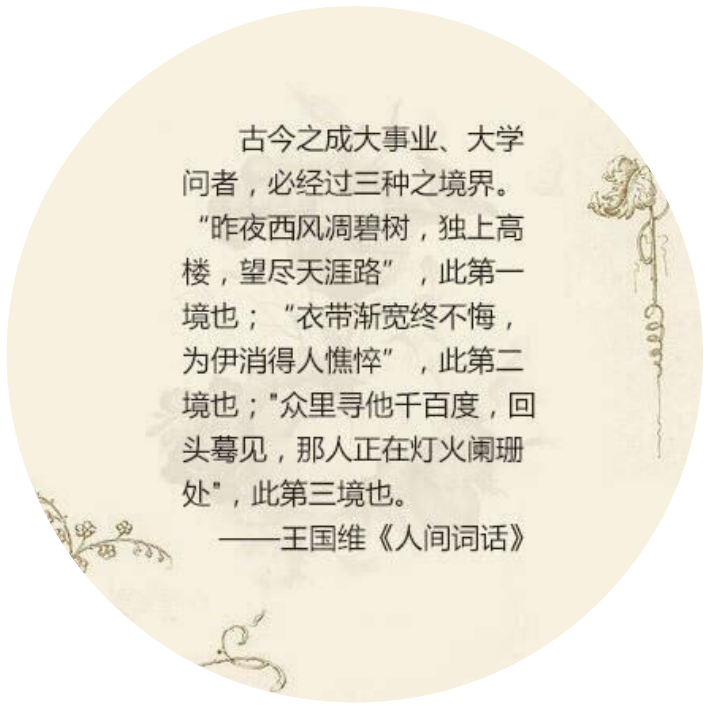 古今之成大事业、大学
问者，必经过三种之境界。
“昨夜西风凋碧树，独上高
楼，望尽天涯路”，此第一
境也；“衣带渐宽终不悔，
为伊消得人憔悴”，此第二
境也；"众里寻他千百度，回
头蓦见，那人正在灯火阑珊
处"，此第三境也。
——王国维《人间词话》